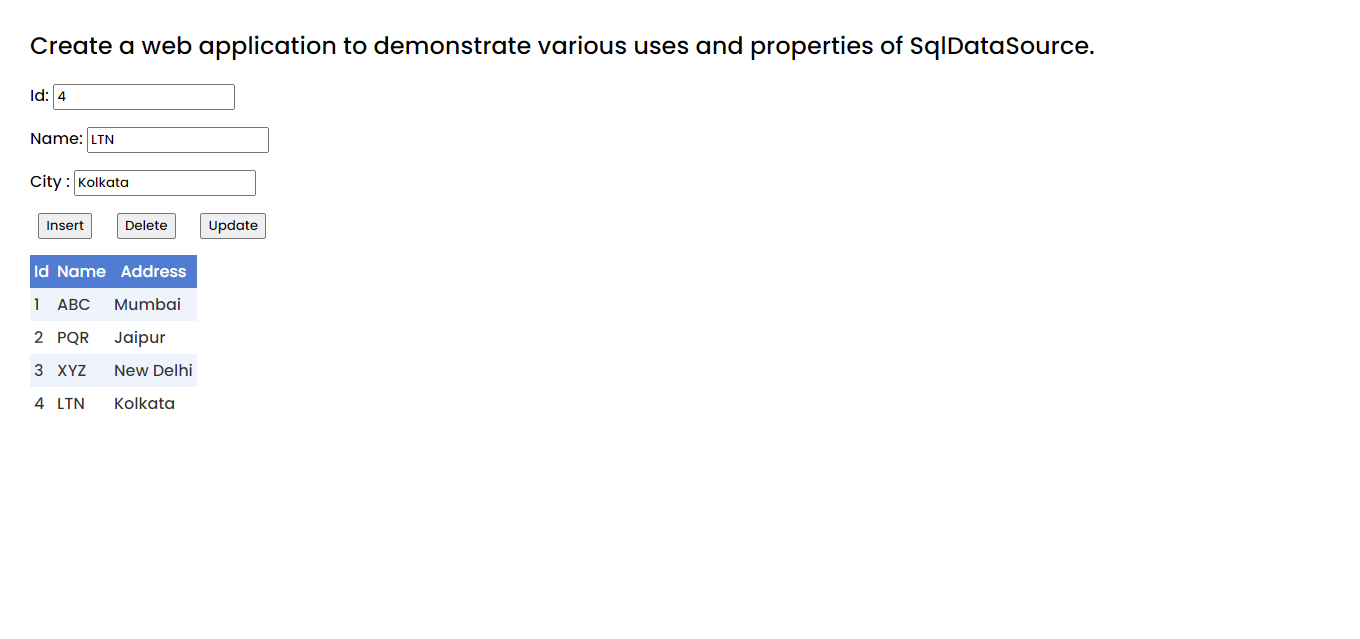 Create a web application to demonstrate various uses and properties of SqlDataSource.
Id: 4
Name: LTN
City : Kolkata
Insert Delete Update
Id Name Address
1 ABC Mumbai
2 PQR Jaipur
3 XYZ New Delhi
4 LTN Kolkata